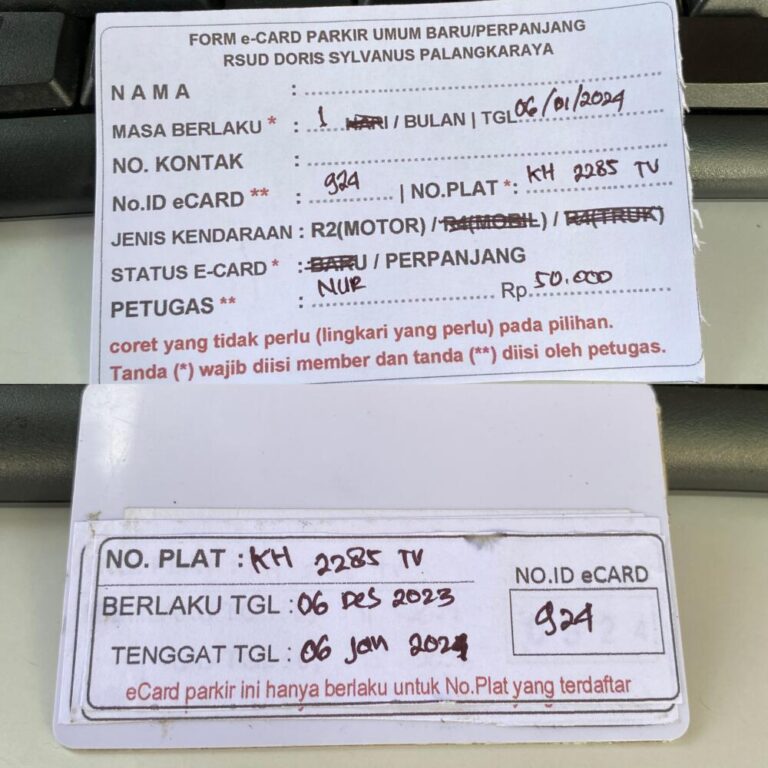 FORM e-CARD PARKIR UMUM BARU/PERPANJANG
RSUD DORIS SYLVANUS PALANGKARAYA
NAMA :
MASA BERLAKU * : 1 HARI / BULAN | TGL 06/01/2024
NO. KONTAK :
No.ID eCARD ** : 924 | NO.PLAT *: KH 2285 TV
JENIS KENDARAAN : R2(MOTOR) / R4(MOBIL) / R4(TRUK)
STATUS E-CARD * : BARU / PERPANJANG
PETUGAS ** : NUR Rp. 50.000
coret yang tidak perlu (lingkari yang perlu) pada pilihan.
Tanda (*) wajib diisi member dan tanda (**) diisi oleh petugas.
NO. PLAT : KH 2285 TV
BERLAKU TGL : 06 Des 2023
TENGGAT TGL : 06 Jan 2024
NO.ID eCARD
924
eCard parkir ini hanya berlaku untuk No.Plat yang terdaftar